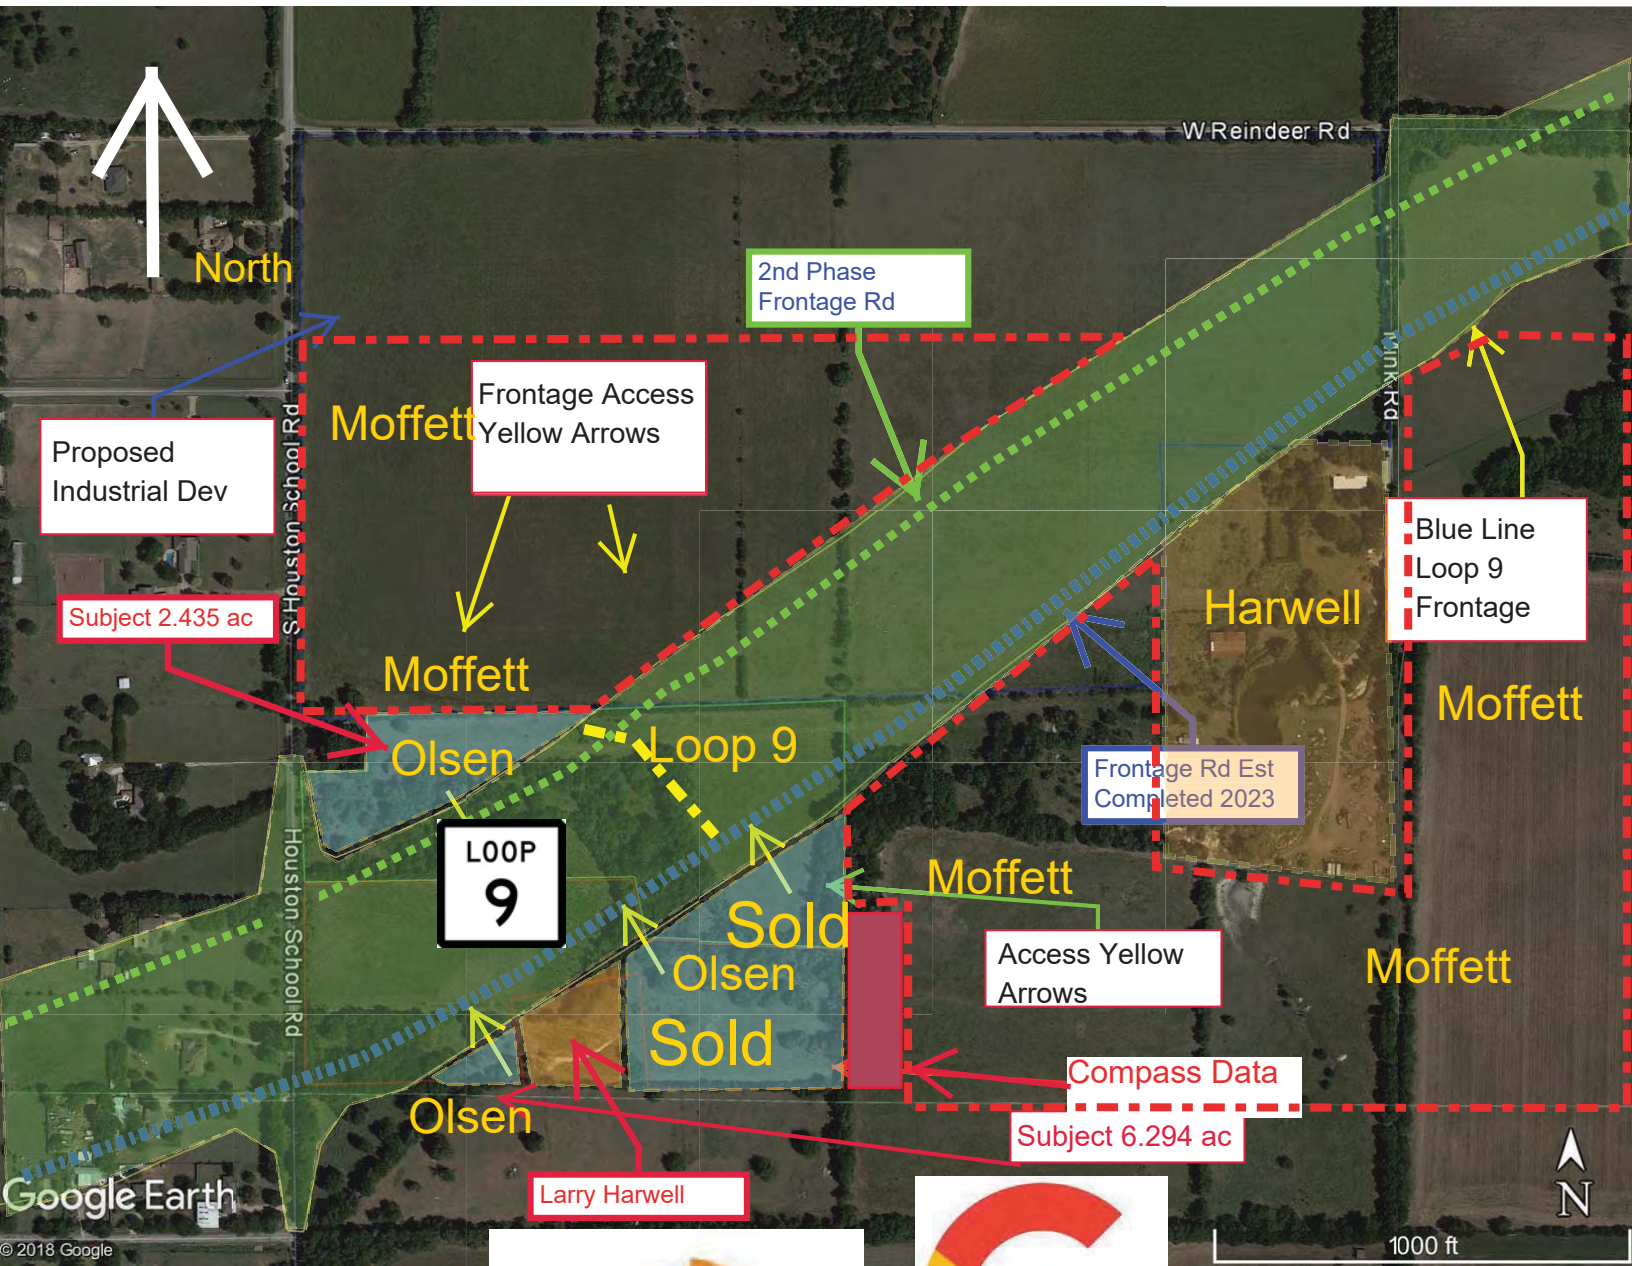 W Reindeer Rd
North
2nd Phase
Frontage Rd
Mink Rd
Moffett
Frontage Access
Yellow Arrows
Proposed
Industrial Dev
S Houston School Rd
Blue Line
Loop 9
Frontage
Subject 2.435 ac
Harwell
Moffett
Moffett
Olsen
Loop 9
Frontage Rd Est
Completed 2023
LOOP
9
Houston School Rd
Moffett
Sold
Olsen
Access Yellow
Arrows
Moffett
Sold
Compass Data
Olsen
Subject 6.294 ac
Larry Harwell
Google Earth
N
© 2018 Google
1000 ft